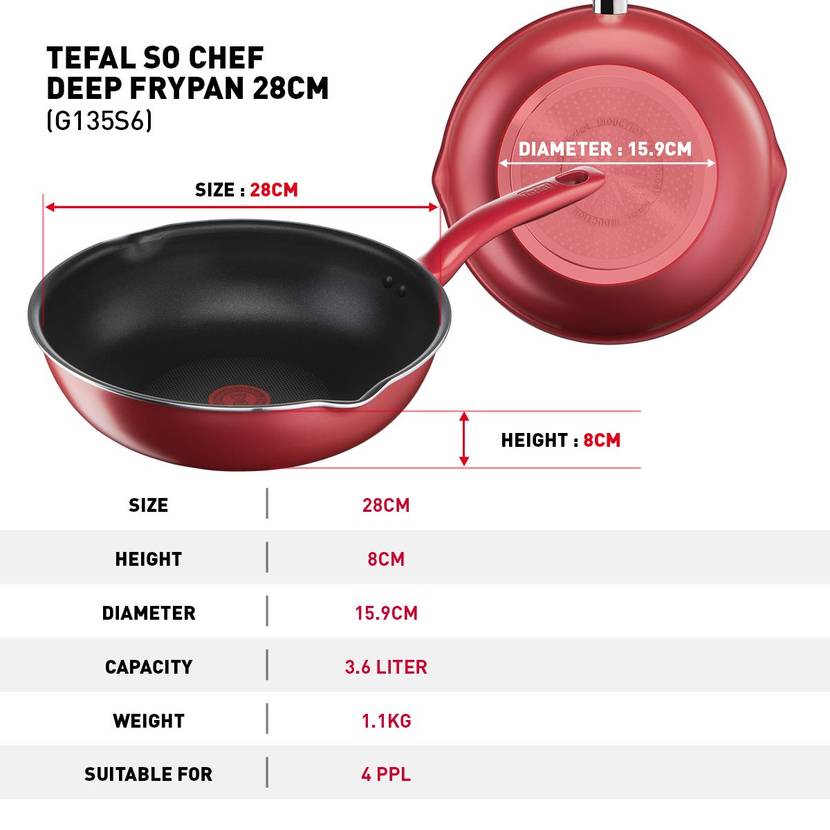 TEFAL SO CHEF
DEEP FRYPAN 28CM
(G135S6)
DIAMETER : 15.9CM
SIZE : 28CM
INDUCTION
HEIGHT : 8CM
SIZE 28CM
HEIGHT 8CM
DIAMETER 15.9CM
CAPACITY 3.6 LITER
WEIGHT 1.1KG
SUITABLE FOR 4 PPL